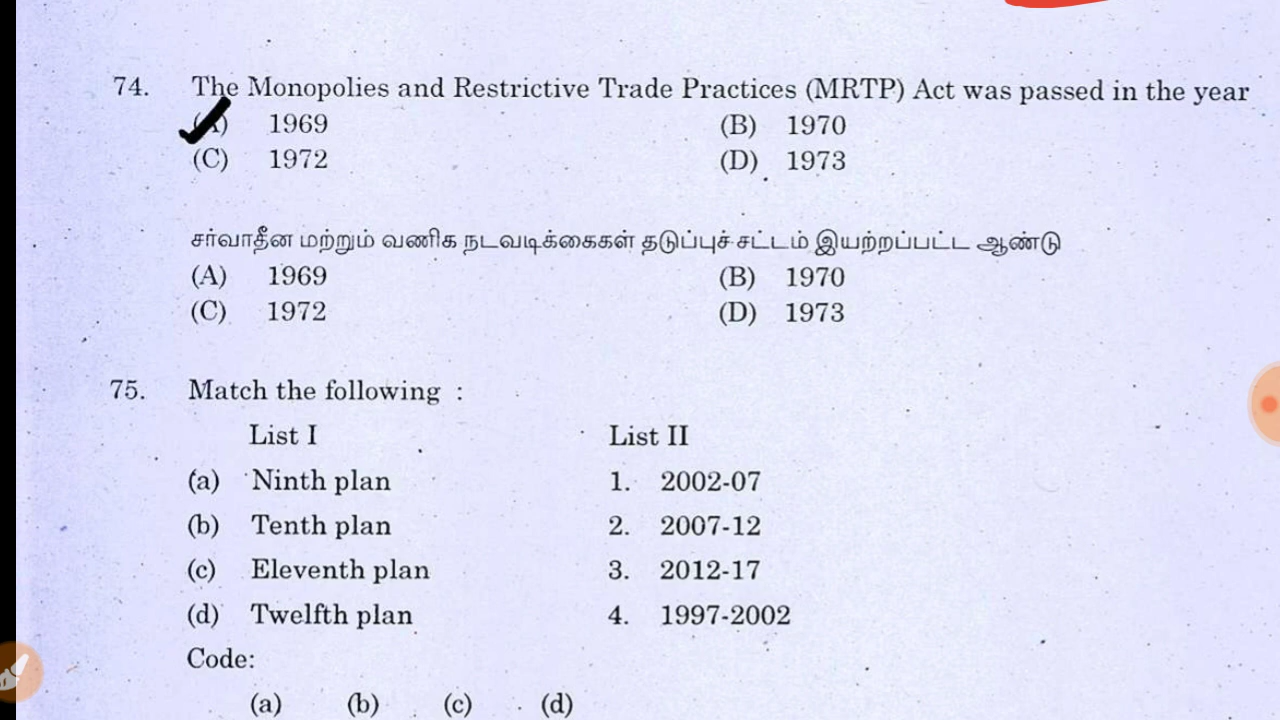 74. The Monopolies and Restrictive Trade Practices (MRTP) Act was passed in the year
(A) 1969 (B) 1970
(C) 1972 (D) 1973
சர்வாதீன மற்றும் வணிக நடவடிக்கைகள் தடுப்புச் சட்டம் இயற்றப்பட்ட ஆண்டு
(A) 1969 (B) 1970
(C) 1972 (D) 1973
75. Match the following :
List I List II
(a) Ninth plan 1. 2002-07
(b) Tenth plan 2. 2007-12
(c) Eleventh plan 3. 2012-17
(d) Twelfth plan 4. 1997-2002
Code:
(a) (b) (c) (d)